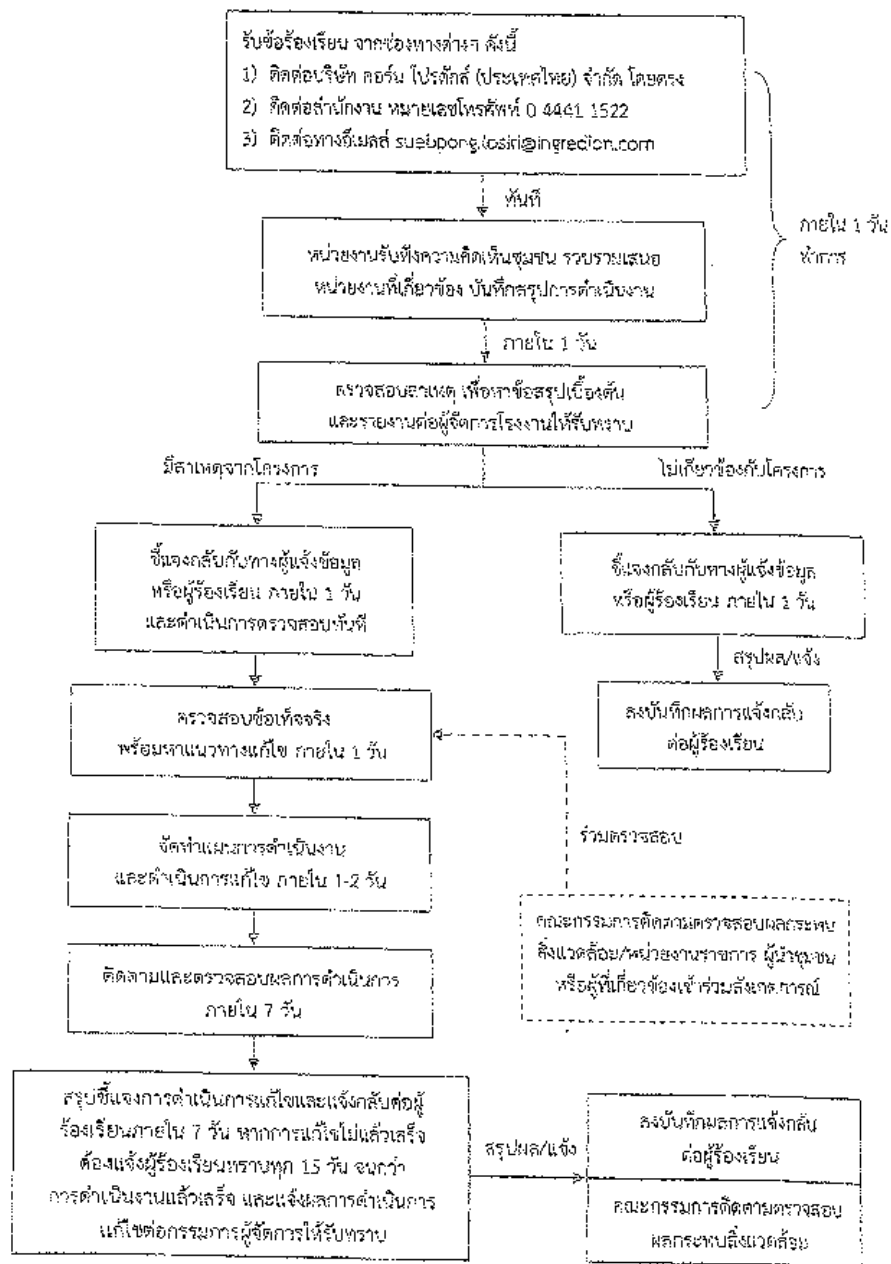 รับข้อร้องเรียน จากช่องทางต่างๆ ดังนี้
1) ติดต่อบริษัท คอร์น โปรดักส์ (ประเทศไทย) จำกัด โดยตรง
2) ติดต่อสำนักงาน หมายเลขโทรศัพท์ 0 4441 1522
3) ติดต่อทางอีเมลล์ suebpong.losiri@ingredion.com
ทันที
ภายใน 1 วัน
ทำการ
หน่วยงานรับฟังความคิดเห็นชุมชน รวบรวมเสนอ
หน่วยงานที่เกี่ยวข้อง บันทึกสรุปการดำเนินงาน
ภายใน 1 วัน
ตรวจสอบสาเหตุ เพื่อหาข้อสรุปเบื้องต้น
และรายงานต่อผู้จัดการโรงงานให้รับทราบ
มีสาเหตุจากโครงการ
ไม่เกี่ยวข้องกับโครงการ
ชี้แจงกลับกับทางผู้แจ้งข้อมูล
หรือผู้ร้องเรียน ภายใน 1 วัน
และดำเนินการตรวจสอบทันที
ชี้แจงกลับกับทางผู้แจ้งข้อมูล
หรือผู้ร้องเรียน ภายใน 1 วัน
สรุปผล/แจ้ง
ลงบันทึกผลการแจ้งกลับ
ต่อผู้ร้องเรียน
ตรวจสอบข้อเท็จจริง
พร้อมหาแนวทางแก้ไข ภายใน 1 วัน
จัดทำแผนการดำเนินงาน
และดำเนินการแก้ไข ภายใน 1-2 วัน
ร่วมตรวจสอบ
คณะกรรมการติดตามตรวจสอบผลกระทบ
สิ่งแวดล้อม/หน่วยงานราชการ ผู้นำชุมชน
หรือผู้ที่เกี่ยวข้องเข้าร่วมสังเกตการณ์
ติดตามและตรวจสอบผลการดำเนินการ
ภายใน 7 วัน
สรุปชี้แจงการดำเนินการแก้ไขและแจ้งกลับต่อผู้
ร้องเรียนภายใน 7 วัน หากการแก้ไขไม่แล้วเสร็จ
ต้องแจ้งผู้ร้องเรียนทราบทุก 15 วัน จนกว่า
การดำเนินงานแล้วเสร็จ และแจ้งผลการดำเนินการ
แก้ไขต่อกรรมการผู้จัดการให้รับทราบ
สรุปผล/แจ้ง
ลงบันทึกผลการแจ้งกลับ
ต่อผู้ร้องเรียน
คณะกรรมการติดตามตรวจสอบ
ผลกระทบสิ่งแวดล้อม